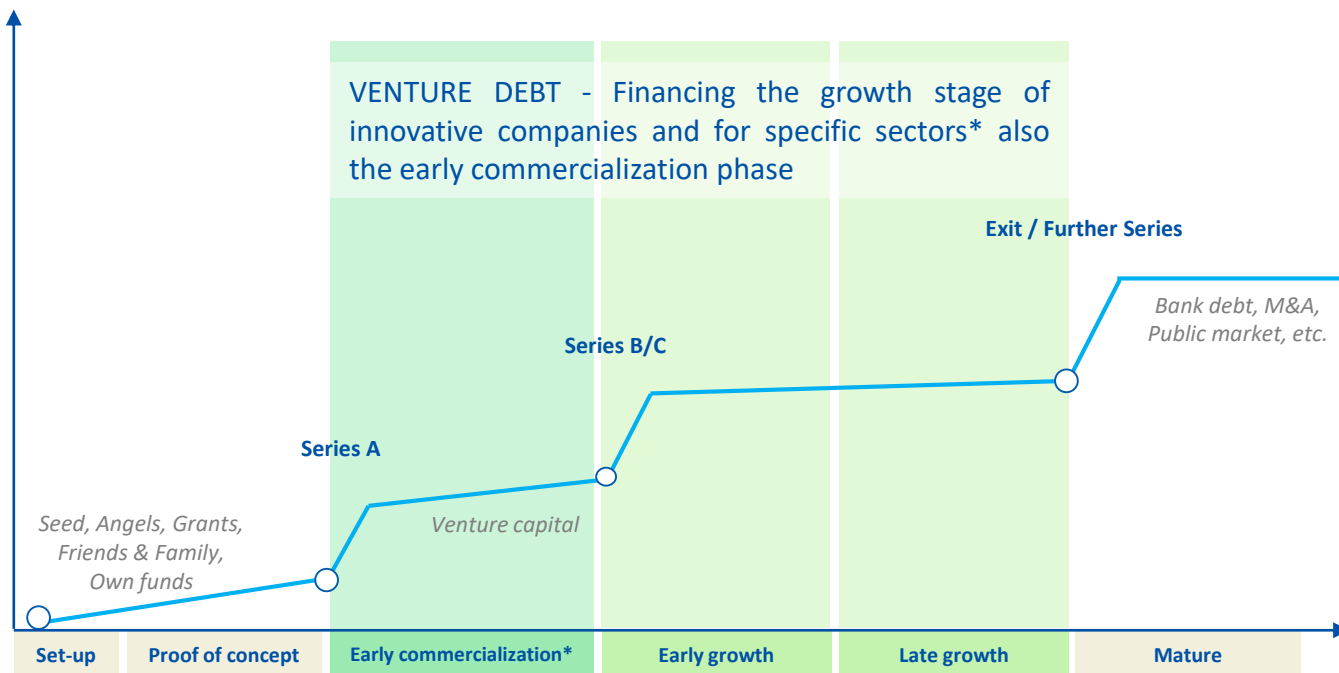 VENTURE DEBT - Financing the growth stage of
innovative companies and for specific sectors* also
the early commercialization phase
Exit / Further Series
Bank debt, M&A,
Public market, etc.
Series B/C
Series A
Seed, Angels, Grants,
Friends & Family,
Own funds
Venture capital
Set-up
Proof of concept
Early commercialization*
Early growth
Late growth
Mature